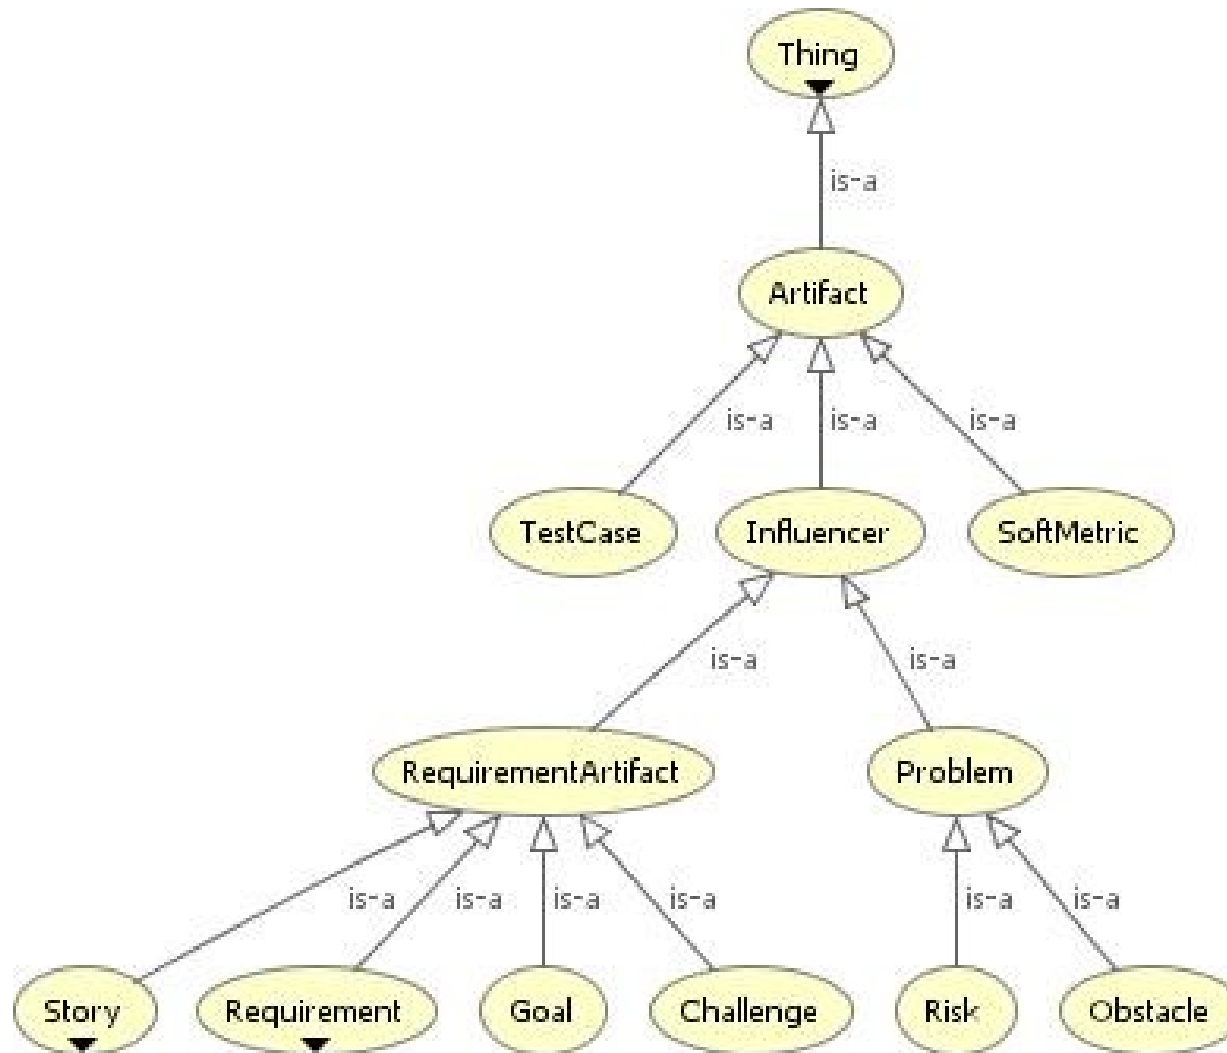 Thing
is-a
Artifact
is-a is-a is-a
TestCase Influencer SoftMetric
is-a is-a
RequirementArtifact Problem
is-a is-a is-a is-a is-a is-a
Story Requirement Goal Challenge Risk Obstacle